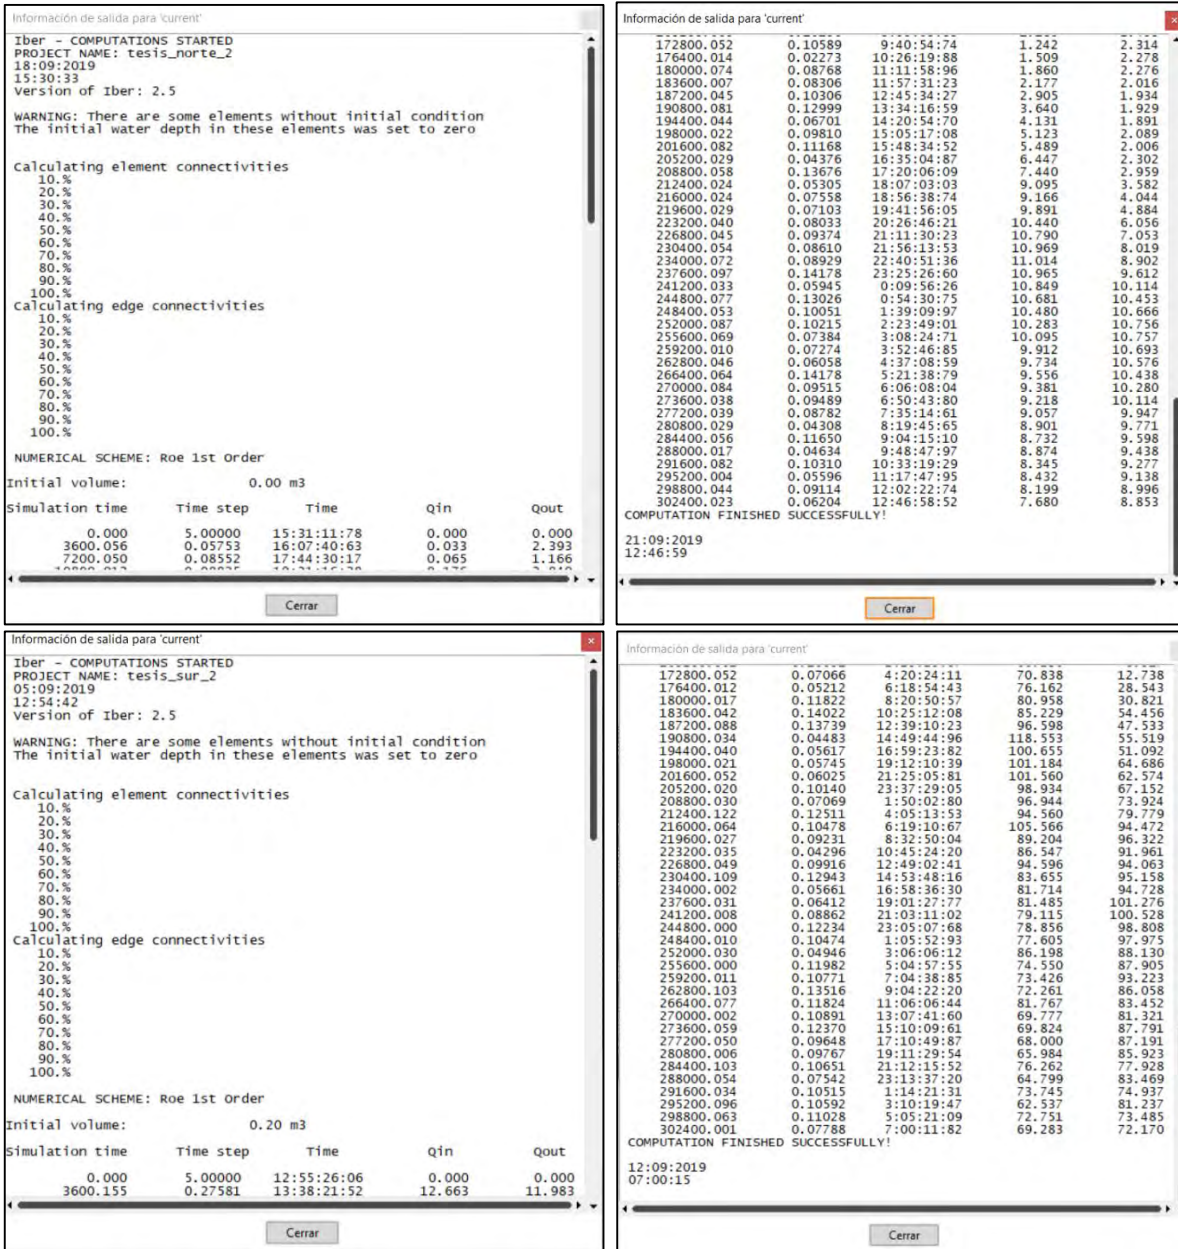 Información de salida para 'current'
Iber - COMPUTATIONS STARTED
PROJECT NAME: tesis_norte_2
18:09:2019
15:30:33
Version of Iber: 2.5
WARNING: There are some elements without initial condition
The initial water depth in these elements was set to zero
Calculating element connectivities
10.%
20.%
30.%
40.%
50.%
60.%
70.%
80.%
90.%
100.%
Calculating edge connectivities
10.%
20.%
30.%
40.%
50.%
60.%
70.%
80.%
90.%
100.%
NUMERICAL SCHEME: Roe 1st Order
Initial volume: 0.00 m3
Simulation time Time step Time Qin Qout
0.000 5.00000 15:31:11:78 0.000 0.000
3600.056 0.05753 16:07:40:63 0.033 2.393
7200.050 0.08552 17:44:30:17 0.065 1.166
Cerrar
Información de salida para 'current'
172800.052 0.10589 9:40:54:74 1.242 2.314
176400.014 0.02273 10:26:19:88 1.509 2.278
180000.074 0.08768 11:11:58:96 1.860 2.276
183600.007 0.08306 11:57:31:23 2.177 2.016
187200.045 0.10306 12:45:34:27 2.905 1.934
190800.081 0.12999 13:34:16:59 3.640 1.929
194400.044 0.06701 14:20:54:70 4.131 1.891
198000.022 0.09810 15:05:17:08 5.123 2.089
201600.082 0.11168 15:48:34:52 5.489 2.006
205200.029 0.04376 16:35:04:87 6.447 2.302
208800.058 0.13676 17:20:06:09 7.440 2.959
212400.024 0.05305 18:07:03:03 9.095 3.582
216000.024 0.07558 18:56:38:74 9.166 4.044
219600.029 0.07103 19:41:56:05 9.891 4.884
223200.040 0.08033 20:26:46:21 10.440 6.056
226800.045 0.09374 21:11:30:23 10.790 7.053
230400.054 0.08610 21:56:13:53 10.969 8.019
234000.072 0.08929 22:40:51:36 11.014 8.902
237600.097 0.14178 23:25:26:60 10.965 9.612
241200.033 0.05945 0:09:56:26 10.849 10.114
244800.077 0.13026 0:54:30:75 10.681 10.453
248400.053 0.10051 1:39:09:97 10.480 10.666
252000.087 0.10215 2:23:49:01 10.283 10.756
255600.069 0.07384 3:08:24:71 10.095 10.757
259200.010 0.07274 3:52:46:85 9.912 10.693
262800.046 0.06058 4:37:08:59 9.734 10.576
266400.064 0.14178 5:21:38:79 9.556 10.438
270000.084 0.09515 6:06:08:04 9.381 10.280
273600.038 0.09489 6:50:43:80 9.218 10.114
277200.039 0.08782 7:35:14:61 9.057 9.947
280800.029 0.04308 8:19:45:65 8.901 9.771
284400.056 0.11650 9:04:15:10 8.732 9.598
288000.017 0.04634 9:48:47:97 8.874 9.438
291600.082 0.10310 10:33:19:29 8.345 9.277
295200.004 0.05596 11:17:47:95 8.432 9.138
298800.044 0.09114 12:02:22:74 8.199 8.996
302400.023 0.06204 12:46:58:52 7.680 8.853
COMPUTATION FINISHED SUCCESSFULLY!
21:09:2019
12:46:59
Cerrar
Información de salida para 'current'
Iber - COMPUTATIONS STARTED
PROJECT NAME: tesis_sur_2
05:09:2019
12:54:42
Version of Iber: 2.5
WARNING: There are some elements without initial condition
The initial water depth in these elements was set to zero
Calculating element connectivities
10.%
20.%
30.%
40.%
50.%
60.%
70.%
80.%
90.%
100.%
Calculating edge connectivities
10.%
20.%
30.%
40.%
50.%
60.%
70.%
80.%
90.%
100.%
NUMERICAL SCHEME: Roe 1st Order
Initial volume: 0.20 m3
Simulation time Time step Time Qin Qout
0.000 5.00000 12:55:26:06 0.000 0.000
3600.155 0.27581 13:38:21:52 12.663 11.983
Cerrar
Información de salida para 'current'
172800.052 0.07066 4:20:24:11 70.838 12.738
176400.012 0.05212 6:18:54:43 76.162 28.543
180000.017 0.11822 8:20:50:57 80.958 30.821
183600.042 0.14022 10:25:12:08 85.229 54.456
187200.088 0.13739 12:39:10:23 96.598 47.533
190800.034 0.04483 14:49:44:96 118.553 55.519
194400.040 0.05617 16:59:23:82 100.655 51.092
198000.021 0.05745 19:12:10:39 101.184 64.686
201600.052 0.06025 21:25:05:81 101.560 62.574
205200.020 0.10140 23:37:29:05 98.934 67.152
208800.030 0.07069 1:50:02:80 96.944 73.924
212400.122 0.12511 4:05:13:53 94.560 79.779
216000.064 0.10478 6:19:10:67 105.566 94.472
219600.027 0.09231 8:32:50:04 89.204 96.322
223200.035 0.04296 10:45:24:20 86.547 91.961
226800.049 0.09916 12:49:02:41 94.596 94.063
230400.109 0.12943 14:53:48:16 83.655 95.158
234000.002 0.05661 16:58:36:30 81.714 94.728
237600.031 0.06412 19:01:27:77 81.485 101.276
241200.008 0.08862 21:03:11:02 79.115 100.528
244800.000 0.12234 23:05:07:68 78.856 98.808
248400.010 0.10474 1:05:52:93 77.605 97.975
252000.030 0.04946 3:06:06:12 86.198 88.130
255600.000 0.11982 5:04:57:55 74.550 87.905
259200.011 0.10771 7:04:38:85 73.426 93.223
262800.103 0.13516 9:04:22:20 72.261 86.058
266400.077 0.11824 11:06:06:44 81.767 83.452
270000.002 0.10891 13:07:41:60 69.777 81.321
273600.059 0.12370 15:10:09:61 69.824 87.791
277200.050 0.09648 17:10:49:87 68.000 87.191
280800.006 0.09767 19:11:29:54 65.984 85.923
284400.103 0.10651 21:12:15:52 76.262 77.928
288000.054 0.07542 23:13:37:20 64.799 83.469
291600.034 0.10515 1:14:21:31 73.745 74.937
295200.096 0.10592 3:10:19:47 62.537 81.237
298800.063 0.11028 5:05:21:09 72.751 73.485
302400.001 0.07788 7:00:11:82 69.283 72.170
COMPUTATION FINISHED SUCCESSFULLY!
12:09:2019
07:00:15
Cerrar